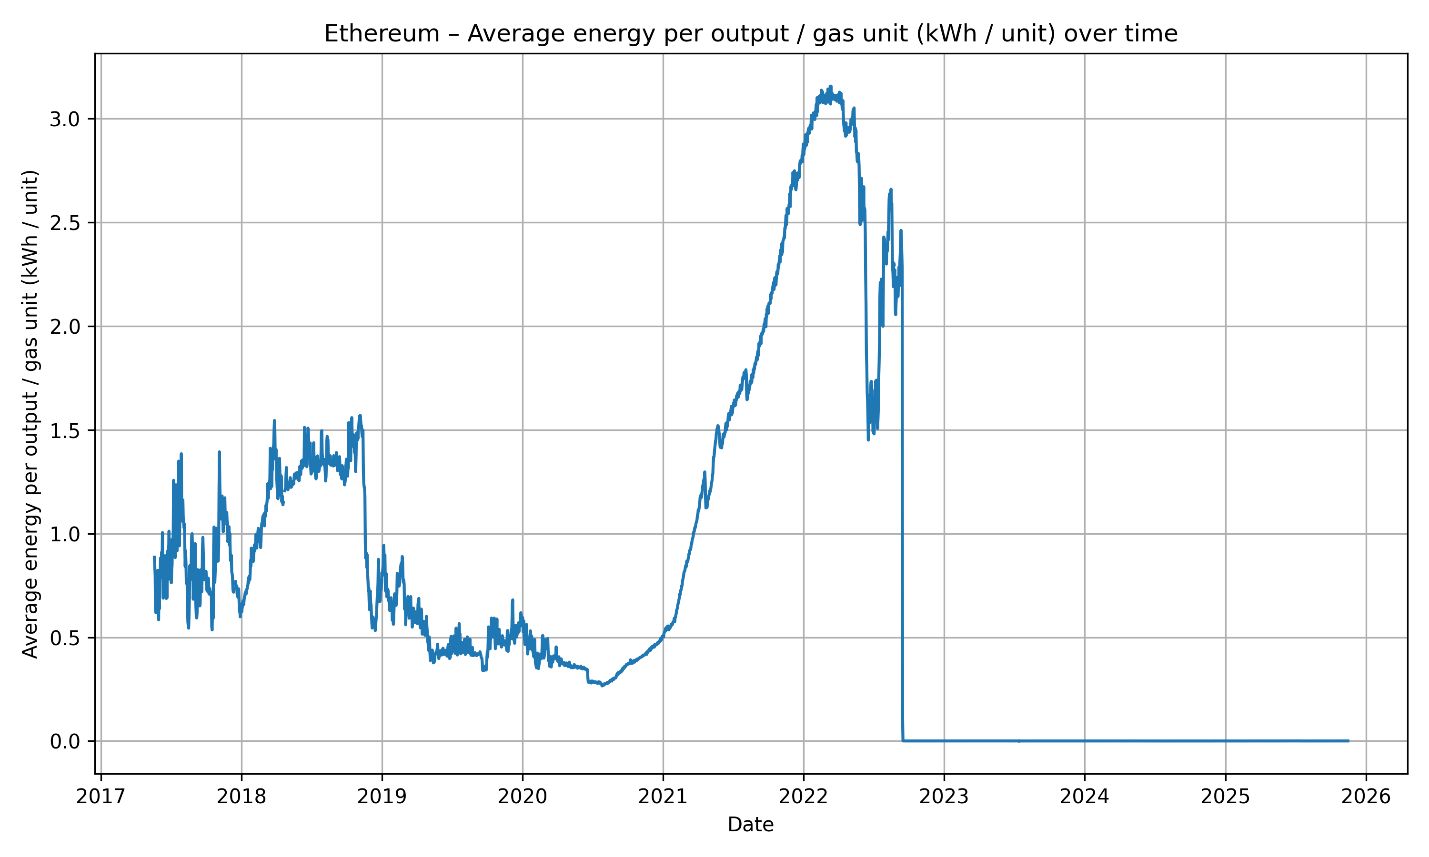 Ethereum – Average energy per output / gas unit (kWh / unit) over time
Average energy per output / gas unit (kWh / unit)
3.0
2.5
2.0
1.5
1.0
0.5
0.0
2017 2018 2019 2020 2021 2022 2023 2024 2025 2026
Date